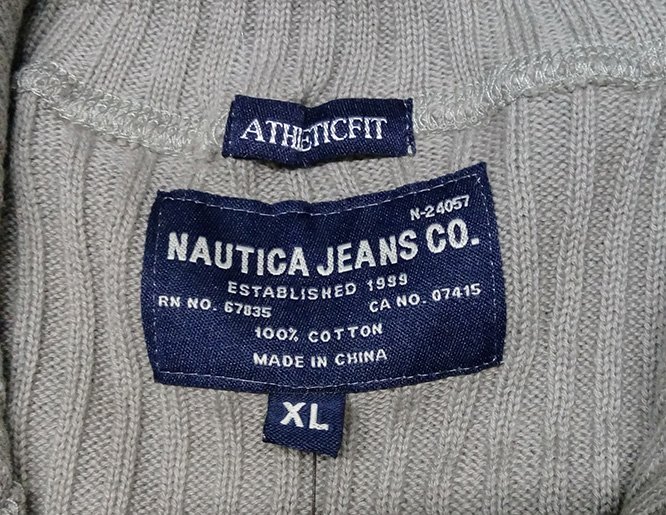 ATHLETICFIT
N-24057
NAUTICA JEANS CO.
ESTABLISHED 1999
RN NO. 67835 CA NO. 07415
100% COTTON
MADE IN CHINA
XL